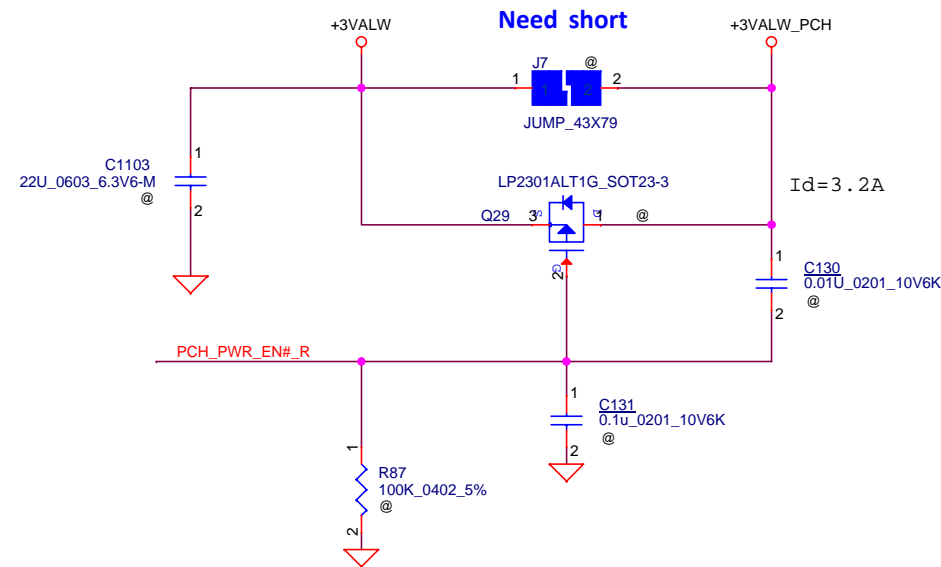 Need short
+3VALW
+3VALW_PCH
J7
@
1
2
1
2
JUMP_43X79
C1103
22U_0603_6.3V6-M
@
1
2
LP2301ALT1G_SOT23-3
Id=3.2A
Q29
3
S
D
1
@
G
2
1
C130
0.01U_0201_10V6K
@
2
PCH_PWR_EN#_R
1
C131
0.1u_0201_10V6K
@
2
1
R87
100K_0402_5%
@
2